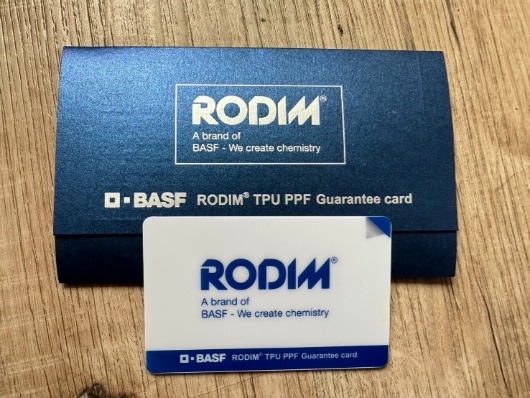 RODIM®
A brand of
BASF - We create chemistry
BASF RODIM® TPU PPF Guarantee card
RODIM®
A brand of
BASF - We create chemistry
BASF RODIM® TPU PPF Guarantee card